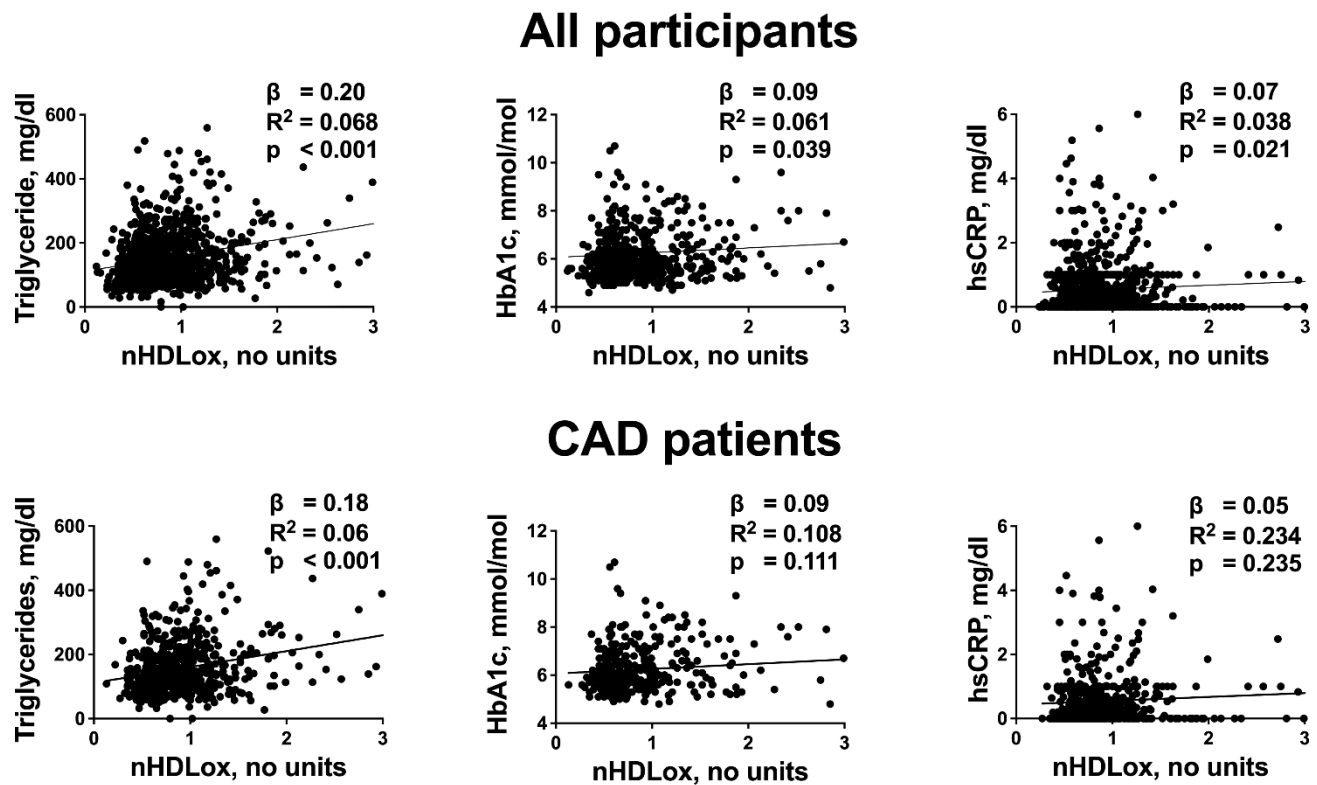 All participants
β = 0.20
R² = 0.068
p < 0.001
Triglyceride, mg/dl
600
400
200
0
0 1 2 3
nHDLox, no units
β = 0.09
R² = 0.061
p = 0.039
HbA1c, mmol/mol
12
10
8
6
4
0 1 2 3
nHDLox, no units
β = 0.07
R² = 0.038
p = 0.021
hsCRP, mg/dl
6
4
2
0
0 1 2 3
nHDLox, no units
CAD patients
β = 0.18
R² = 0.06
p < 0.001
Triglycerides, mg/dl
600
400
200
0
0 1 2 3
nHDLox, no units
β = 0.09
R² = 0.108
p = 0.111
HbA1c, mmol/mol
12
10
8
6
4
0 1 2 3
nHDLox, no units
β = 0.05
R² = 0.234
p = 0.235
hsCRP, mg/dl
6
4
2
0
0 1 2 3
nHDLox, no units